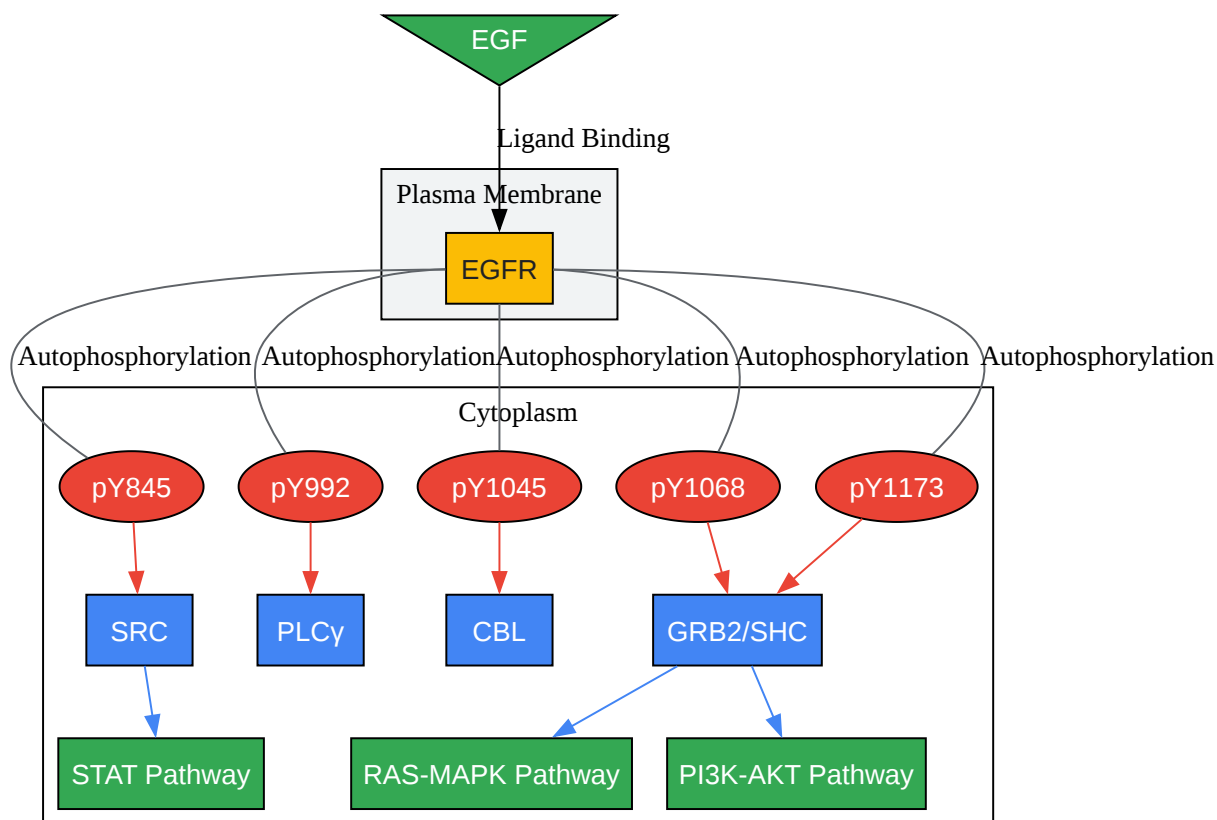 EGF
Ligand Binding
Plasma Membrane
EGFR
Autophosphorylation Autophosphorylation Autophosphorylation Autophosphorylation Autophosphorylation
Cytoplasm
pY845 pY992 pY1045 pY1068 pY1173
SRC PLCγ CBL GRB2/SHC
STAT Pathway RAS-MAPK Pathway PI3K-AKT Pathway